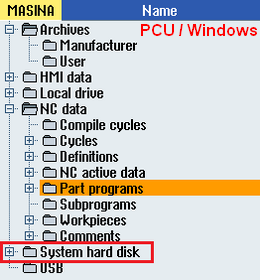 MASINA Name
Archives PCU / Windows
Manufacturer
User
HMI data
Local drive
NC data
Compile cycles
Cycles
Definitions
NC active data
Part programs
Subprograms
Workpieces
Comments
System hard disk
USB